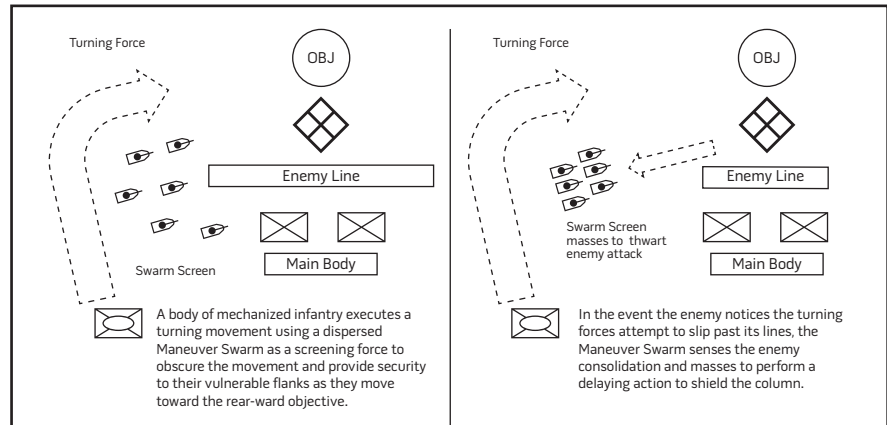 Turning Force
OBJ
Enemy Line
Main Body
Swarm Screen
A body of mechanized infantry executes a
turning movement using a dispersed
Maneuver Swarm as a screening force to
obscure the movement and provide security
to their vulnerable flanks as they move
toward the rear-ward objective.
Turning Force
OBJ
Enemy Line
Swarm Screen
masses to thwart
enemy attack
Main Body
In the event the enemy notices the turning
forces attempt to slip past its lines, the
Maneuver Swarm senses the enemy
consolidation and masses to perform a
delaying action to shield the column.